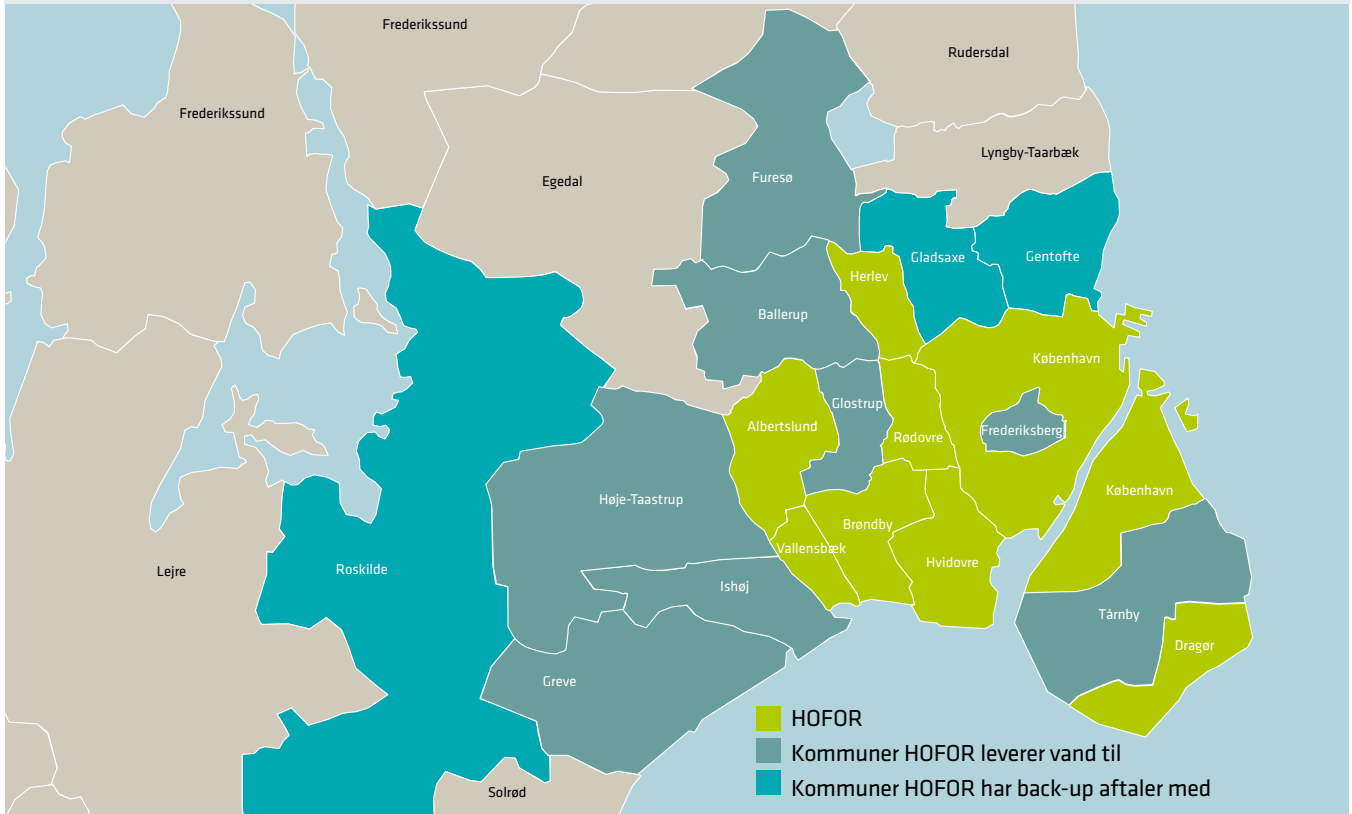 Frederikssund
Rudersdal
Frederikssund
Lyngby-Taarbæk
Egedal
Furesø
Gladsaxe
Gentofte
Herlev
Ballerup
København
Glostrup
Albertslund
Rødovre
Frederiksberg
København
Høje-Taastrup
Brøndby
Vallensbæk
Hvidovre
Lejre
Roskilde
Ishøj
Tårnby
Dragør
Greve
Solrød
HOFOR
Kommuner HOFOR leverer vand til
Kommuner HOFOR har back-up aftaler med